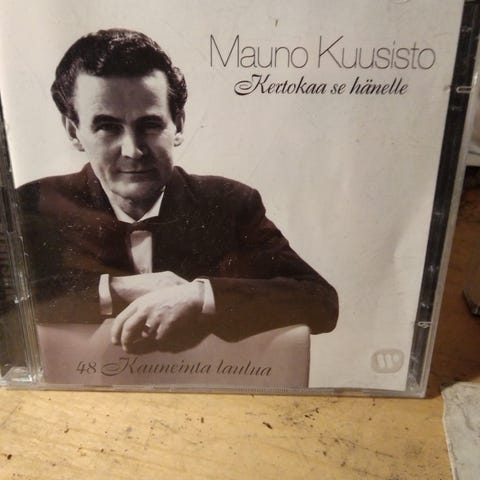 Mauno Kuusisto
Kertokaa se hänelle
48 Kauneinta laulua